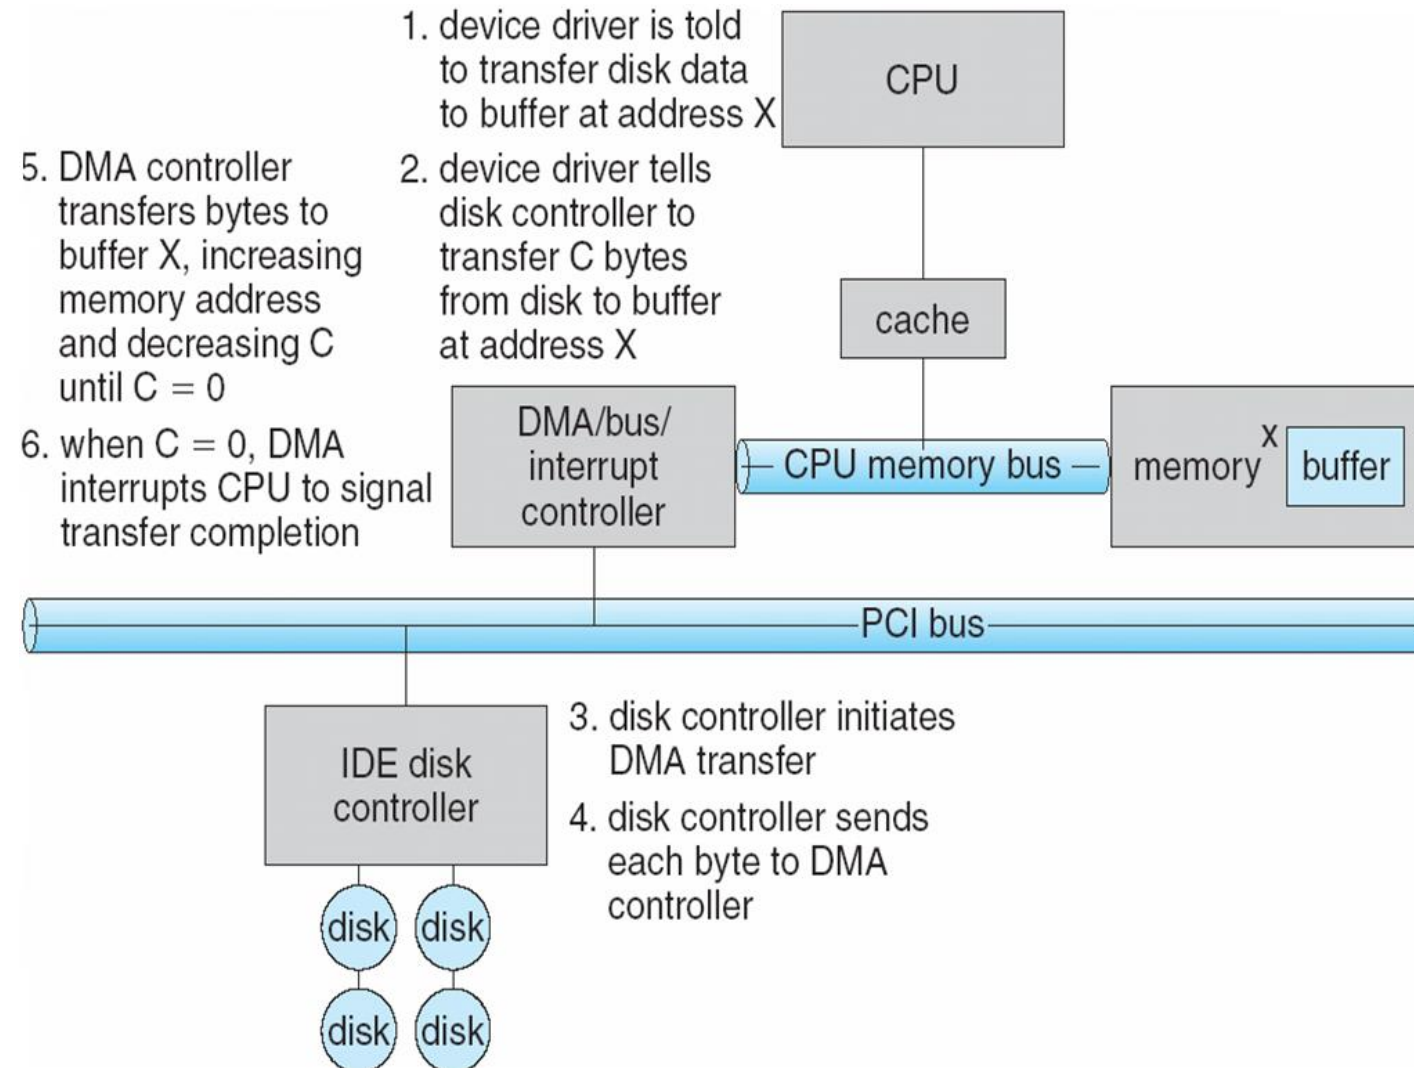 1. device driver is told
to transfer disk data
to buffer at address X
CPU
5. DMA controller
transfers bytes to
buffer X, increasing
memory address
and decreasing C
until C = 0
2. device driver tells
disk controller to
transfer C bytes
from disk to buffer
at address X
cache
6. when C = 0, DMA
interrupts CPU to signal
transfer completion
DMA/bus/
interrupt
controller
CPU memory bus
memory
X
buffer
PCI bus
IDE disk
controller
3. disk controller initiates
DMA transfer
4. disk controller sends
each byte to DMA
controller
disk
disk
disk
disk